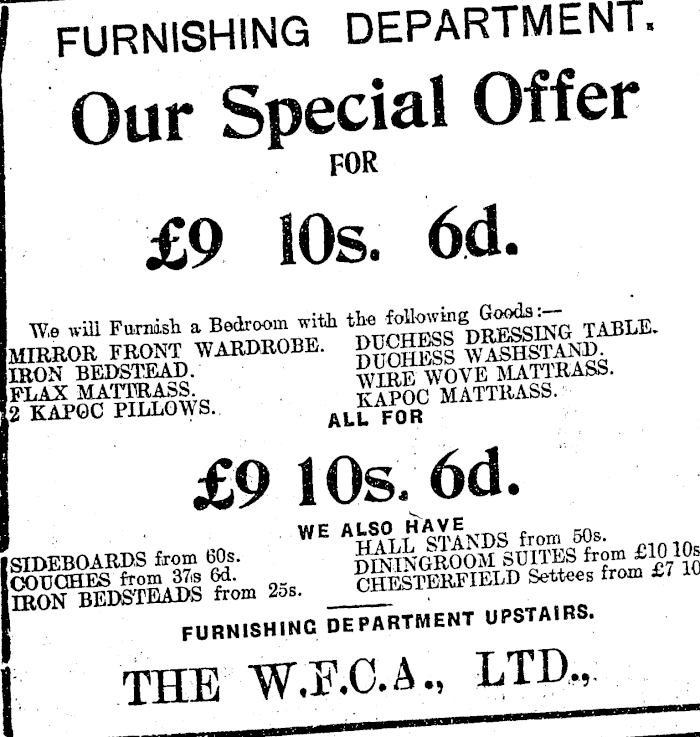 FURNISHING DEPARTMENT.
Our Special Offer
FOR
£9 10s. 6d.
We will Furnish a Bedroom with the following Goods:—
MIRROR FRONT WARDROBE.
IRON BEDSTEAD.
FLAX MATTRASS.
2 KAPOC PILLOWS.
DUCHESS DRESSING TABLE.
DUCHESS WASHSTAND.
WIRE WOVE MATTRASS.
KAPOC MATTRASS.
ALL FOR
£9 10s. 6d.
WE ALSO HAVE
SIDEBOARDS from 60s.
COUCHES from 37s 6d.
IRON BEDSTEADS from 25s.
HALL STANDS from 50s.
DININGROOM SUITES from £10 10s
CHESTERFIELD Settees from £7 10
FURNISHING DEPARTMENT UPSTAIRS.
THE W.F.C.A., LTD.,